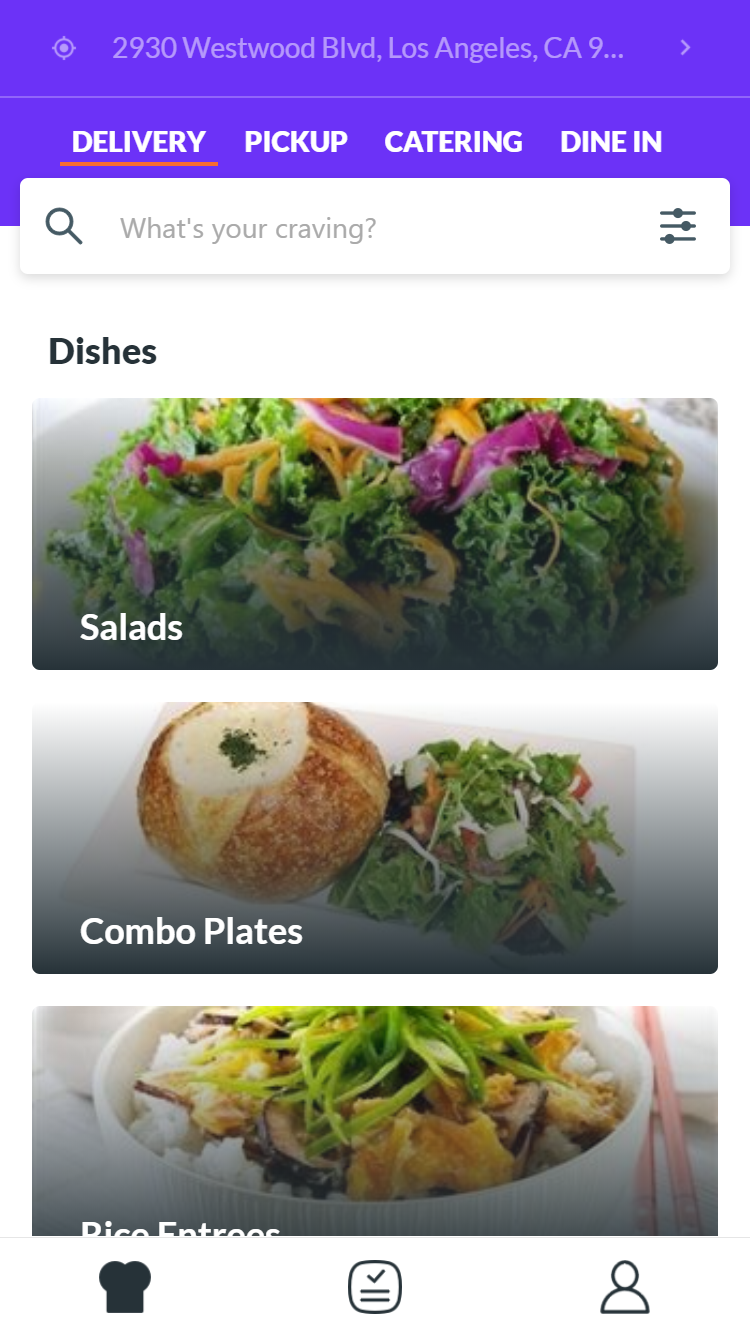 2930 Westwood Blvd, Los Angeles, CA 9...
DELIVERY PICKUP CATERING DINE IN
What's your craving?
Dishes
Salads
Combo Plates
Rice Entrees